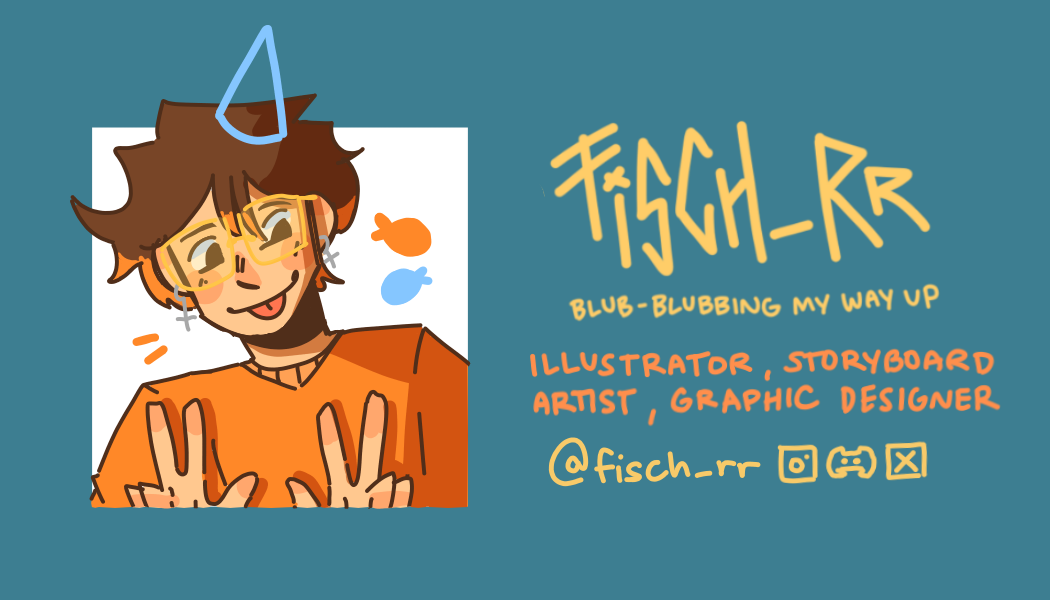 FiSCH_RR
BLUB-BLUBBING MY WAY UP
ILLUSTRATOR, STORYBOARD
ARTIST, GRAPHIC DESIGNER
@fisch_rr